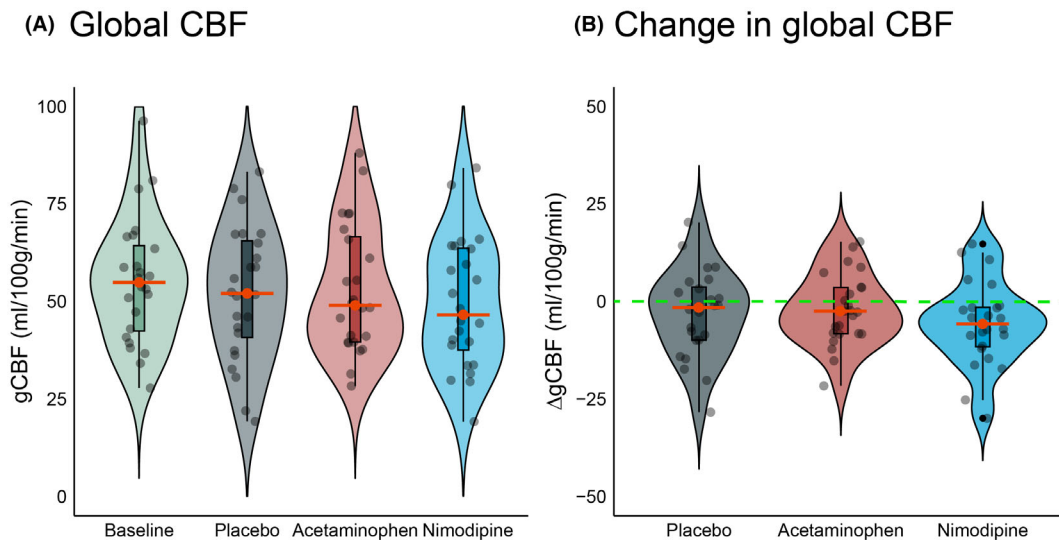 (A) Global CBF
gCBF (ml/100g/min)
100
75
50
25
0
Baseline Placebo Acetaminophen Nimodipine
(B) Change in global CBF
ΔgCBF (ml/100g/min)
50
25
0
−25
−50
Placebo Acetaminophen Nimodipine